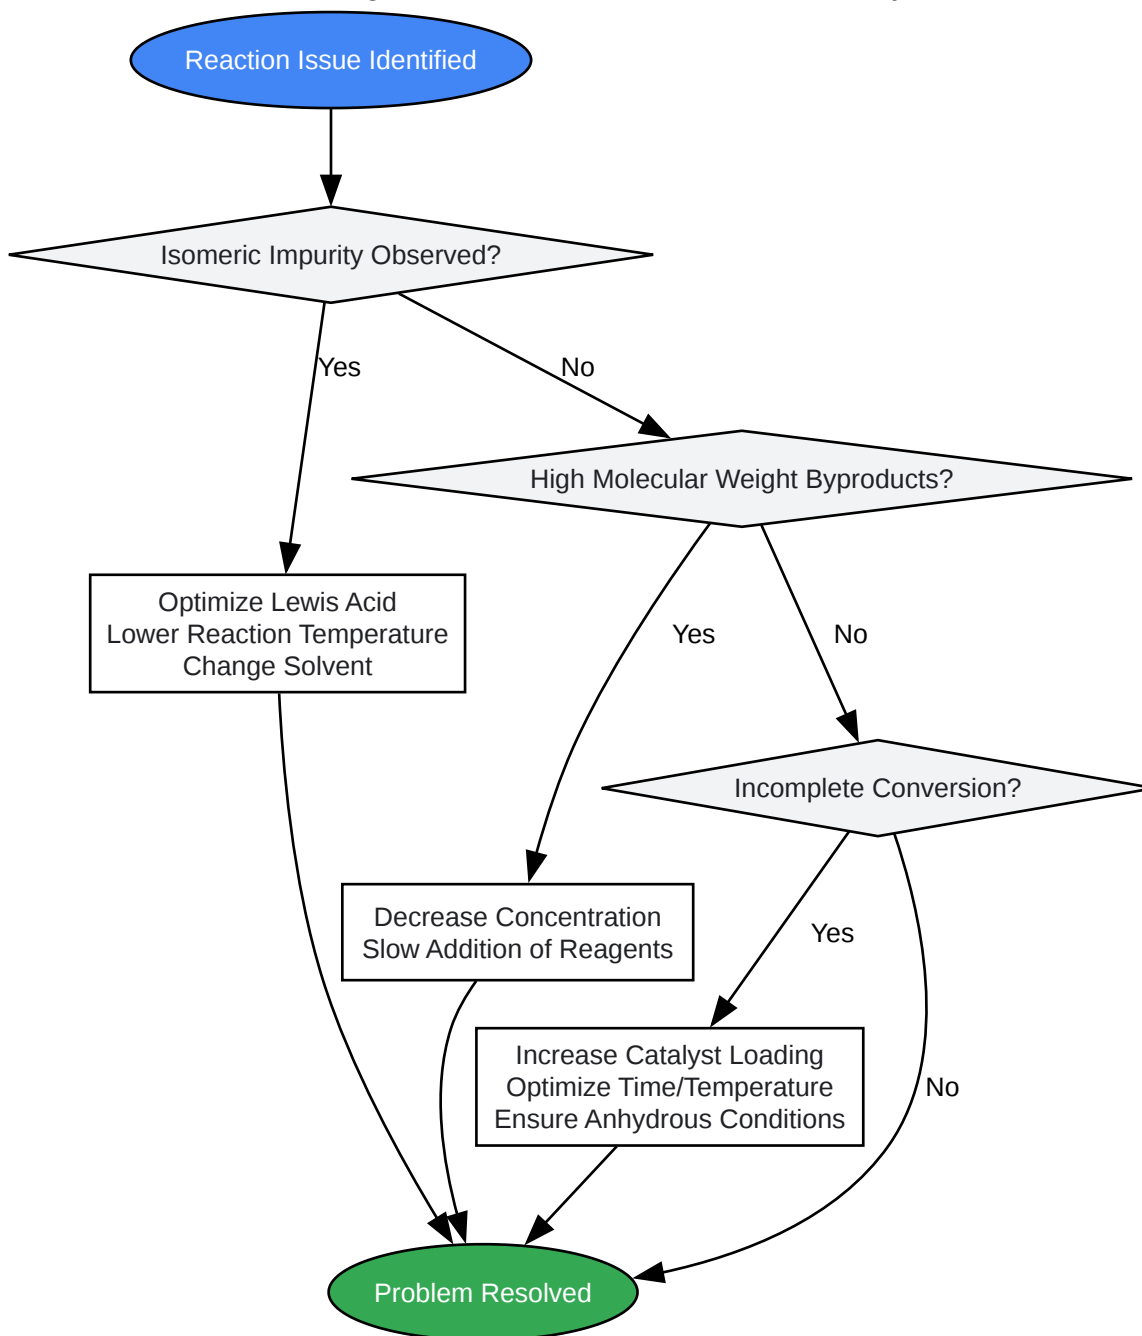 Reaction Issue Identified
Isomeric Impurity Observed?
Yes
No
High Molecular Weight Byproducts?
Optimize Lewis Acid
Lower Reaction Temperature
Change Solvent
Yes
No
Incomplete Conversion?
Decrease Concentration
Slow Addition of Reagents
Yes
Increase Catalyst Loading
Optimize Time/Temperature
Ensure Anhydrous Conditions
No
Problem Resolved